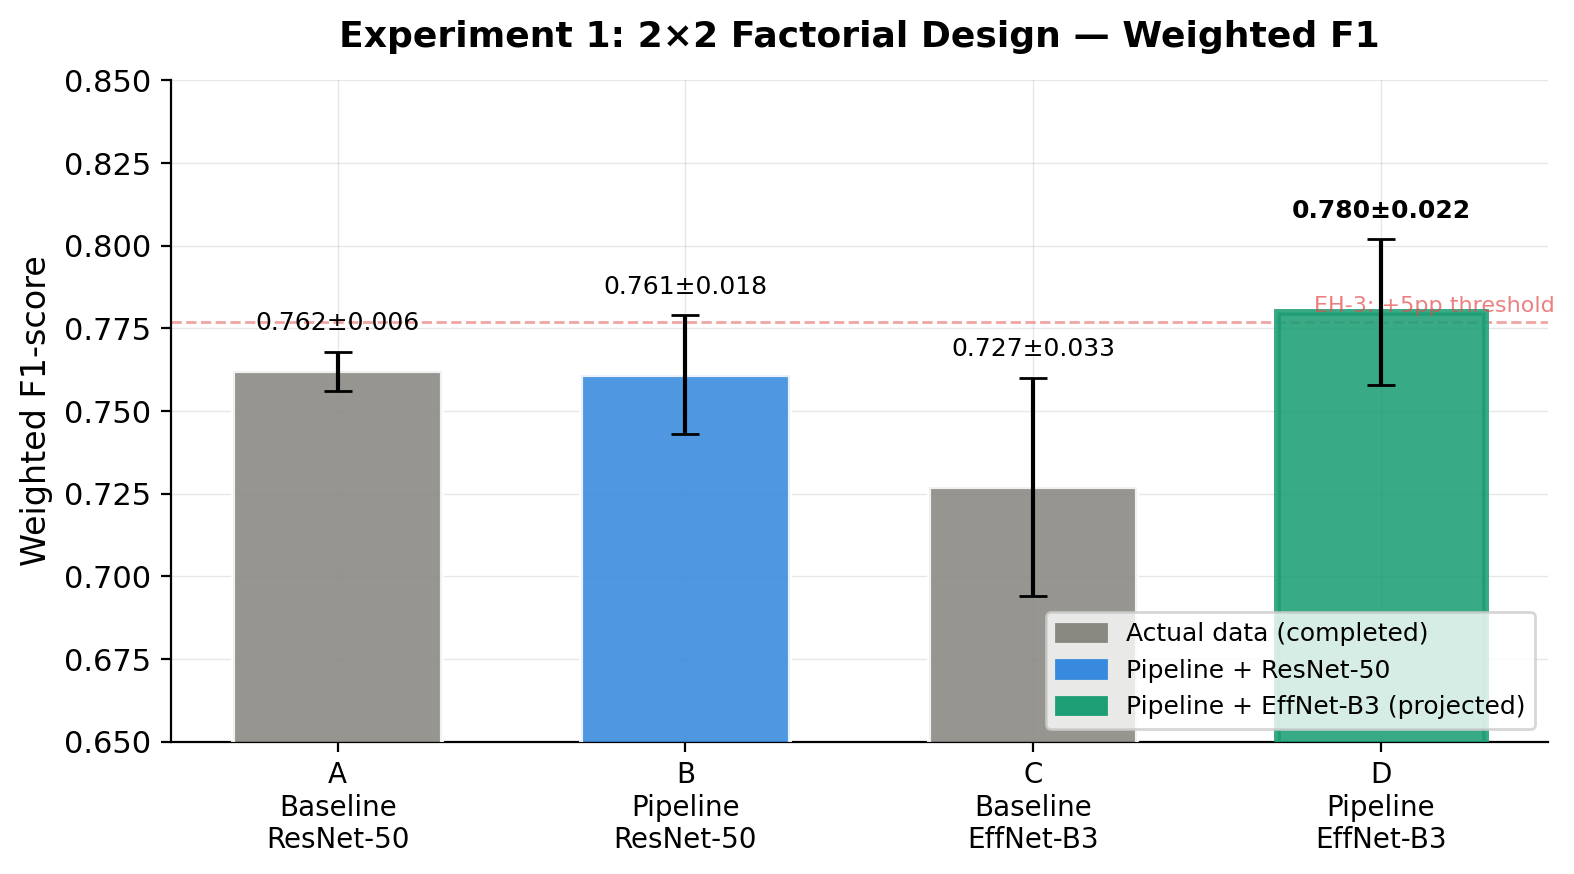 Experiment 1: 2×2 Factorial Design — Weighted F1
Weighted F1-score
0.850
0.825
0.800
0.775
0.750
0.725
0.700
0.675
0.650
0.762±0.006
0.761±0.018
0.727±0.033
0.780±0.022
EH-3: +5pp threshold
Actual data (completed)
Pipeline + ResNet-50
Pipeline + EffNet-B3 (projected)
A
Baseline
ResNet-50
B
Pipeline
ResNet-50
C
Baseline
EffNet-B3
D
Pipeline
EffNet-B3